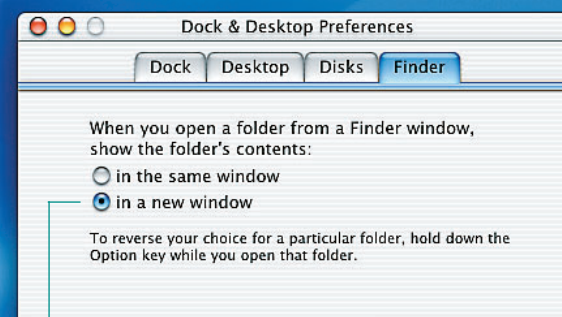 Dock & Desktop Preferences
Dock Desktop Disks Finder
When you open a folder from a Finder window,
show the folder's contents:
in the same window
in a new window
To reverse your choice for a particular folder, hold down the
Option key while you open that folder.